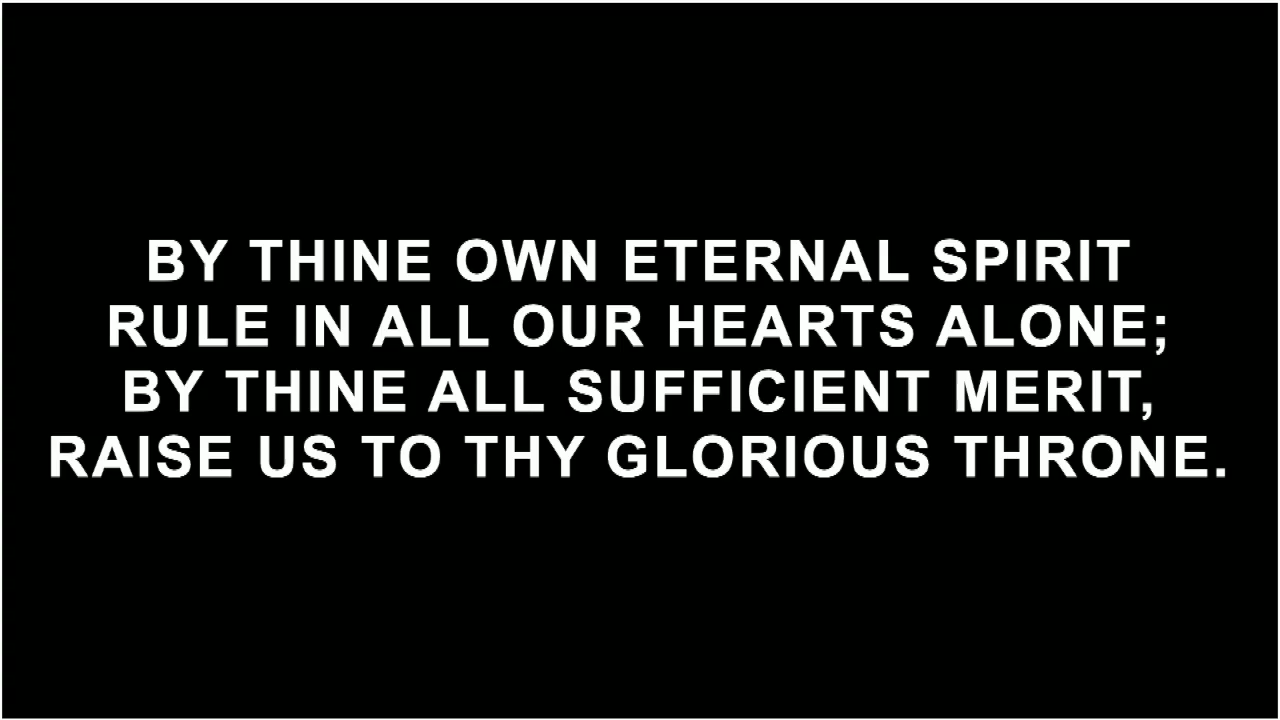 BY THINE OWN ETERNAL SPIRIT
RULE IN ALL OUR HEARTS ALONE;
BY THINE ALL SUFFICIENT MERIT,
RAISE US TO THY GLORIOUS THRONE.